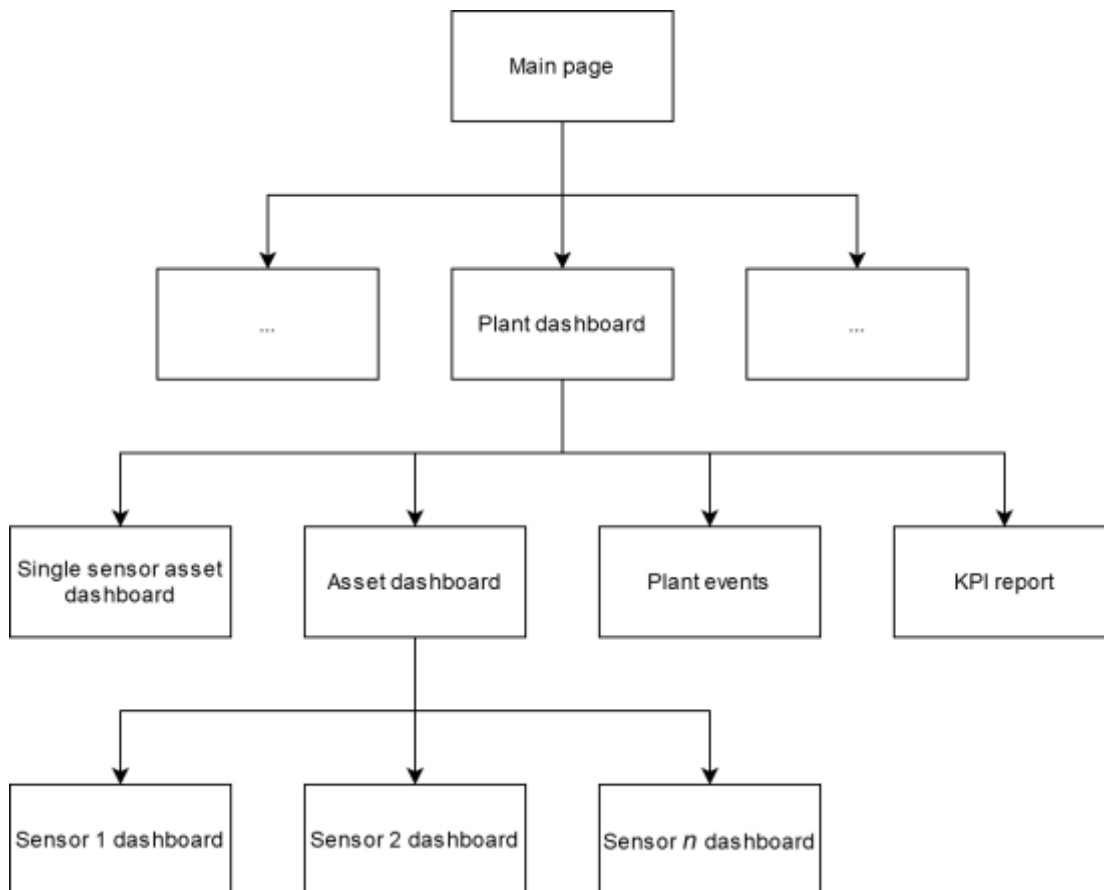 Main page
...
Plant dashboard
...
Single sensor asset
dashboard
Asset dashboard
Plant events
KPI report
Sensor 1 dashboard
Sensor 2 dashboard
Sensor n dashboard